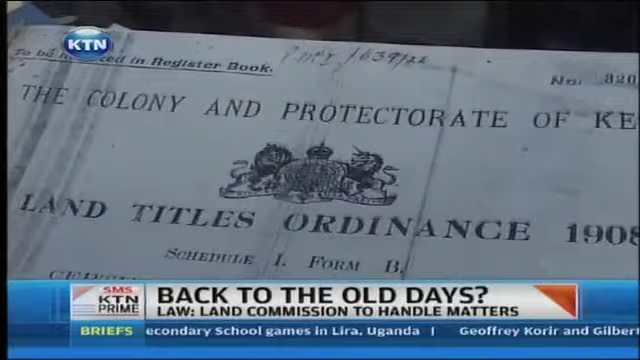 KTN
To be in Register Book.
No. 820
THE COLONY AND PROTECTORATE OF KE
LAND TITLES ORDINANCE 1908
SCHEDULE I. FORM B.
SMS
KTN
PRIME
BACK TO THE OLD DAYS?
LAW: LAND COMMISSION TO HANDLE MATTERS
BRIEFS
econdary School games in Lira, Uganda | Geoffrey Korir and Gilber